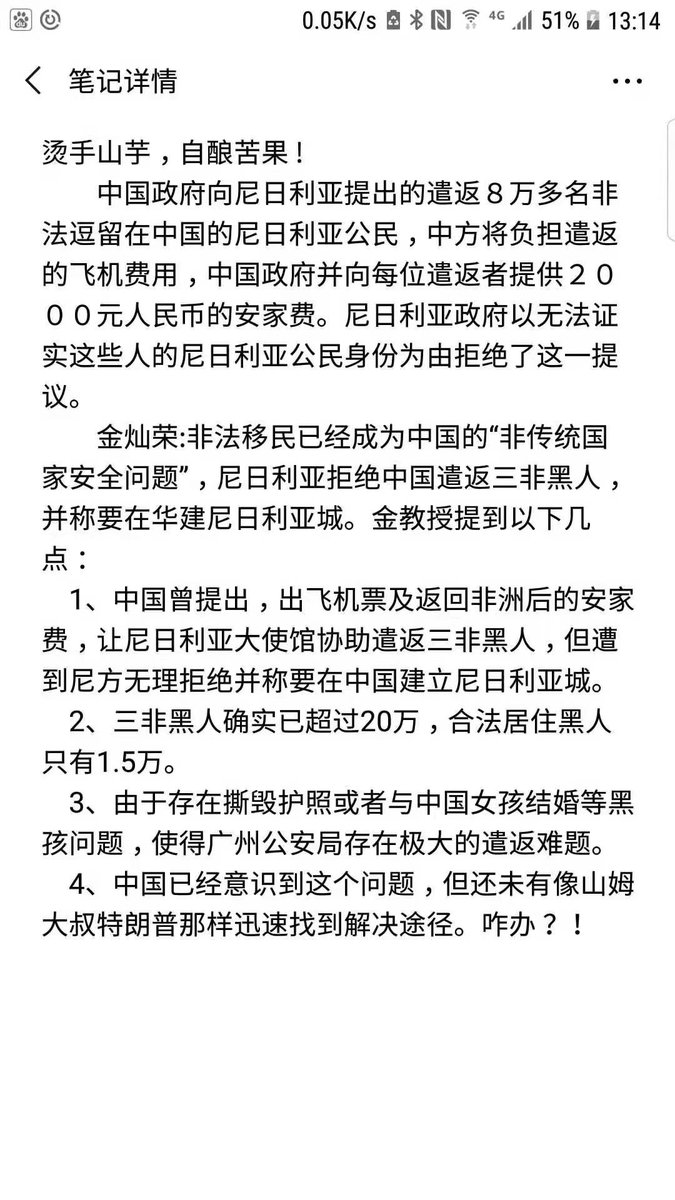 0.05K/s 4G 51% 13:14
笔记详情
烫手山芋，自酿苦果！
中国政府向尼日利亚提出的遣返８万多名非
法逗留在中国的尼日利亚公民，中方将负担遣返
的飞机费用，中国政府并向每位遣返者提供２０
００元人民币的安家费。尼日利亚政府以无法证
实这些人的尼日利亚公民身份为由拒绝了这一提
议。
金灿荣:非法移民已经成为中国的“非传统国
家安全问题”，尼日利亚拒绝中国遣返三非黑人，
并称要在华建尼日利亚城。金教授提到以下几
点：
1、中国曾提出，出飞机票及返回非洲后的安家
费，让尼日利亚大使馆协助遣返三非黑人，但遭
到尼方无理拒绝并称要在中国建立尼日利亚城。
2、三非黑人确实已超过20万，合法居住黑人
只有1.5万。
3、由于存在撕毁护照或者与中国女孩结婚等黑
孩问题，使得广州公安局存在极大的遣返难题。
4、中国已经意识到这个问题，但还未有像山姆
大叔特朗普那样迅速找到解决途径。咋办？！